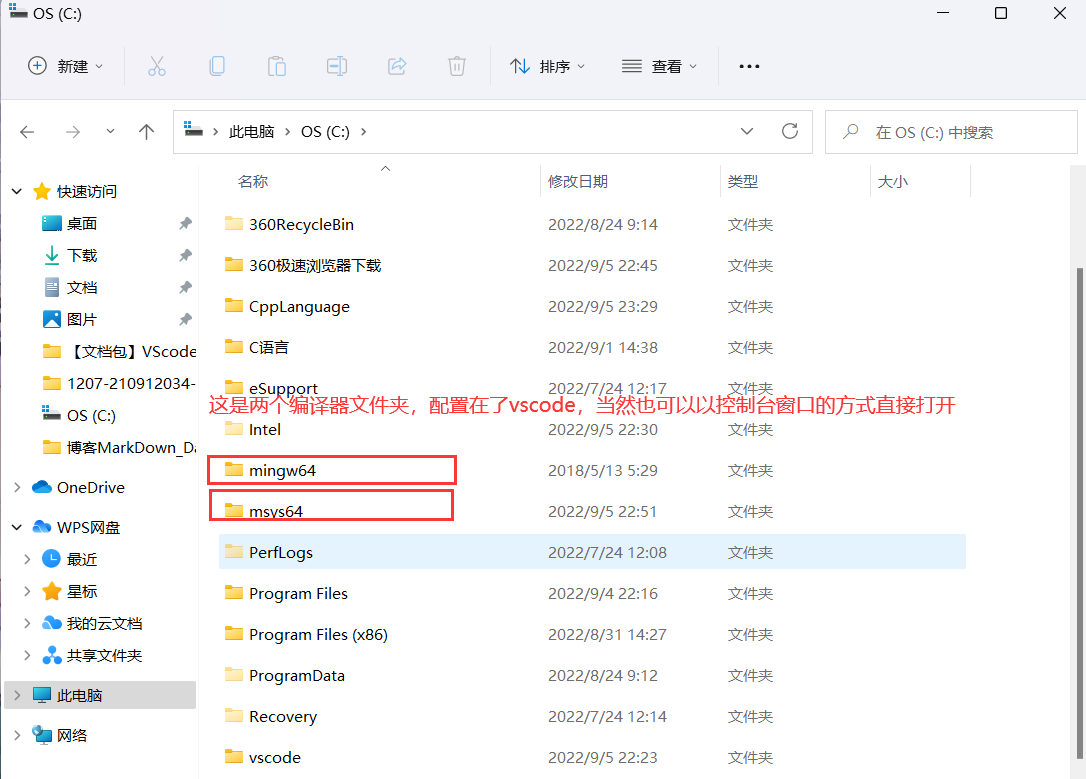 OS (C:)
新建
排序
查看
此电脑 OS (C:)
在 OS (C:) 中搜索
名称 修改日期 类型 大小
快速访问
桌面
下载
文档
图片
【文档包】VScode
1207-210912034-
OS (C:)
博客MarkDown_Da
OneDrive
WPS网盘
最近
星标
我的云文档
共享文件夹
此电脑
网络
360RecycleBin 2022/8/24 9:14 文件夹
360极速浏览器下载 2022/9/5 22:45 文件夹
CppLanguage 2022/9/5 23:29 文件夹
C语言 2022/9/1 14:38 文件夹
eSupport 2022/7/24 12:17 文件夹
这是两个编译器文件夹，配置在了vscode，当然也可以以控制台窗口的方式直接打开
Intel 2022/9/5 22:30 文件夹
mingw64 2018/5/13 5:29 文件夹
msys64 2022/9/5 22:51 文件夹
PerfLogs 2022/7/24 12:08 文件夹
Program Files 2022/9/4 22:16 文件夹
Program Files (x86) 2022/8/31 14:27 文件夹
ProgramData 2022/8/24 9:12 文件夹
Recovery 2022/7/24 12:14 文件夹
vscode 2022/9/5 22:23 文件夹